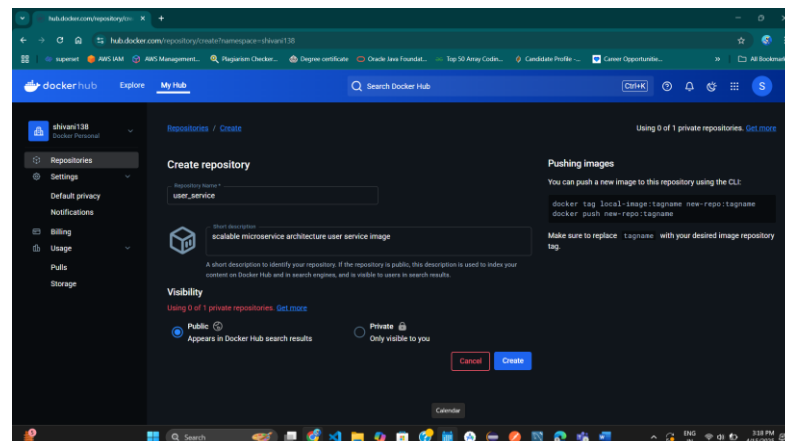 hub.docker.com/repository/cre
hub.docker.com/repository/create?namespace=shivani138
superset
AWS IAM
AWS Management...
Plagiarism Checker...
Degree certificate
Oracle Java Foundat...
Top 50 Array Codin...
Candidate Profile -...
Career Opportunitie...
All Bookmark
dockerhub
Explore
My Hub
Search Docker Hub
Ctrl+K
S
shivani138
Docker Personal
Repositories / Create
Using 0 of 1 private repositories. Get more
Repositories
Settings
Default privacy
Notifications
Billing
Usage
Pulls
Storage
Create repository
Repository Name *
user_service
Short description
scalable microservice architecture user service image
A short description to identify your repository. If the repository is public, this description is used to index your
content on Docker Hub and in search engines, and is visible to users in search results.
Visibility
Using 0 of 1 private repositories. Get more
Public
Appears in Docker Hub search results
Private
Only visible to you
Cancel
Create
Pushing images
You can push a new image to this repository using the CLI:
docker tag local-image:tagname new-repo:tagname
docker push new-repo:tagname
Make sure to replace tagname with your desired image repository
tag.
Calendar
Search
ENG
IN
3:18 PM